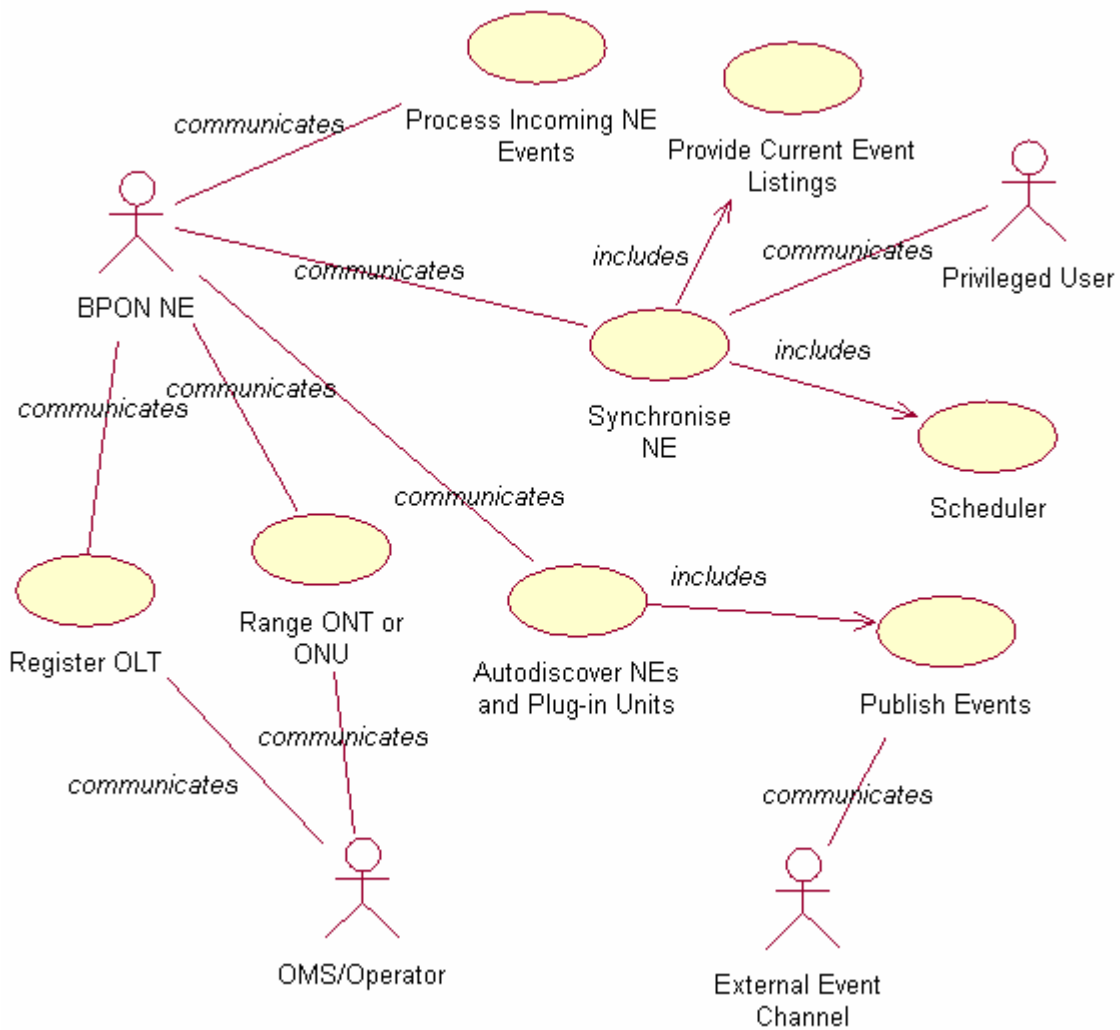 communicates
Process Incoming NE
Events
Provide Current Event
Listings
BPON NE
communicates
includes
communicates
Privileged User
Synchronise
NE
includes
Scheduler
communicates
communicates
communicates
Register OLT
Range ONT or
ONU
Autodiscover NEs
and Plug-in Units
includes
Publish Events
communicates
communicates
communicates
OMS/Operator
External Event
Channel